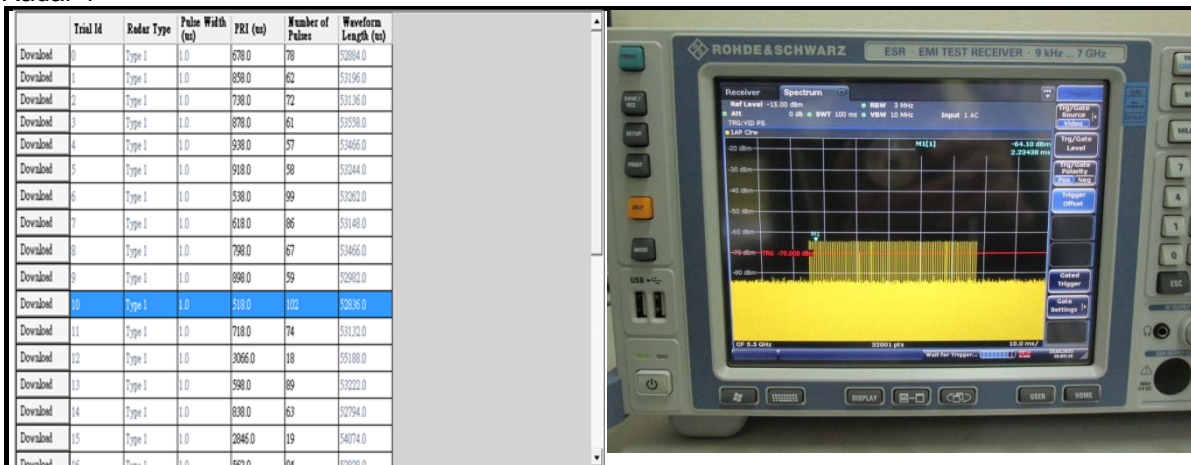 Trial Id Radar Type Pulse Width (us) PRI (us) Number of Pulses Waveform Length (us)
Download 0 Type 1 1.0 678.0 78 52884.0
Download 1 Type 1 1.0 858.0 62 53196.0
Download 2 Type 1 1.0 738.0 72 53136.0
Download 3 Type 1 1.0 878.0 61 53558.0
Download 4 Type 1 1.0 938.0 57 53466.0
Download 5 Type 1 1.0 918.0 58 53244.0
Download 6 Type 1 1.0 538.0 99 53262.0
Download 7 Type 1 1.0 618.0 86 53148.0
Download 8 Type 1 1.0 798.0 67 53466.0
Download 9 Type 1 1.0 898.0 59 52982.0
Download 10 Type 1 1.0 518.0 102 52836.0
Download 11 Type 1 1.0 718.0 74 53132.0
Download 12 Type 1 1.0 3066.0 18 55188.0
Download 13 Type 1 1.0 598.0 89 53222.0
Download 14 Type 1 1.0 838.0 63 52794.0
Download 15 Type 1 1.0 2846.0 19 54074.0
ROHDE&SCHWARZ ESR · EMI TEST RECEIVER · 9 kHz ... 7 GHz
PRESET
Receiver Spectrum Trigger
Ref Level -15.00 dBm RBW 3 MHz
Att 0 dB SWT 100 ms VBW 10 MHz Input 1 AC
TRG:VID PS
1AP Clrw
M1[1] -64.10 dBm
2.23438 ms
-20 dBm
-30 dBm
-40 dBm
-50 dBm
-60 dBm
M1
-70 dBm TRG -70.000 dBm
-80 dBm
CF 5.5 GHz 32001 pts 10.0 ms/
Wait for Trigger...
Trg/Gate Source
Video
Trg/Gate Level
Trg/Gate Polarity
Pos Neg
Trigger Offset
Gated Trigger
Gate Settings
SETUP
PRINT
HELP
MODE
USB
DISPLAY USER HOME
7
4
1
0
ESC